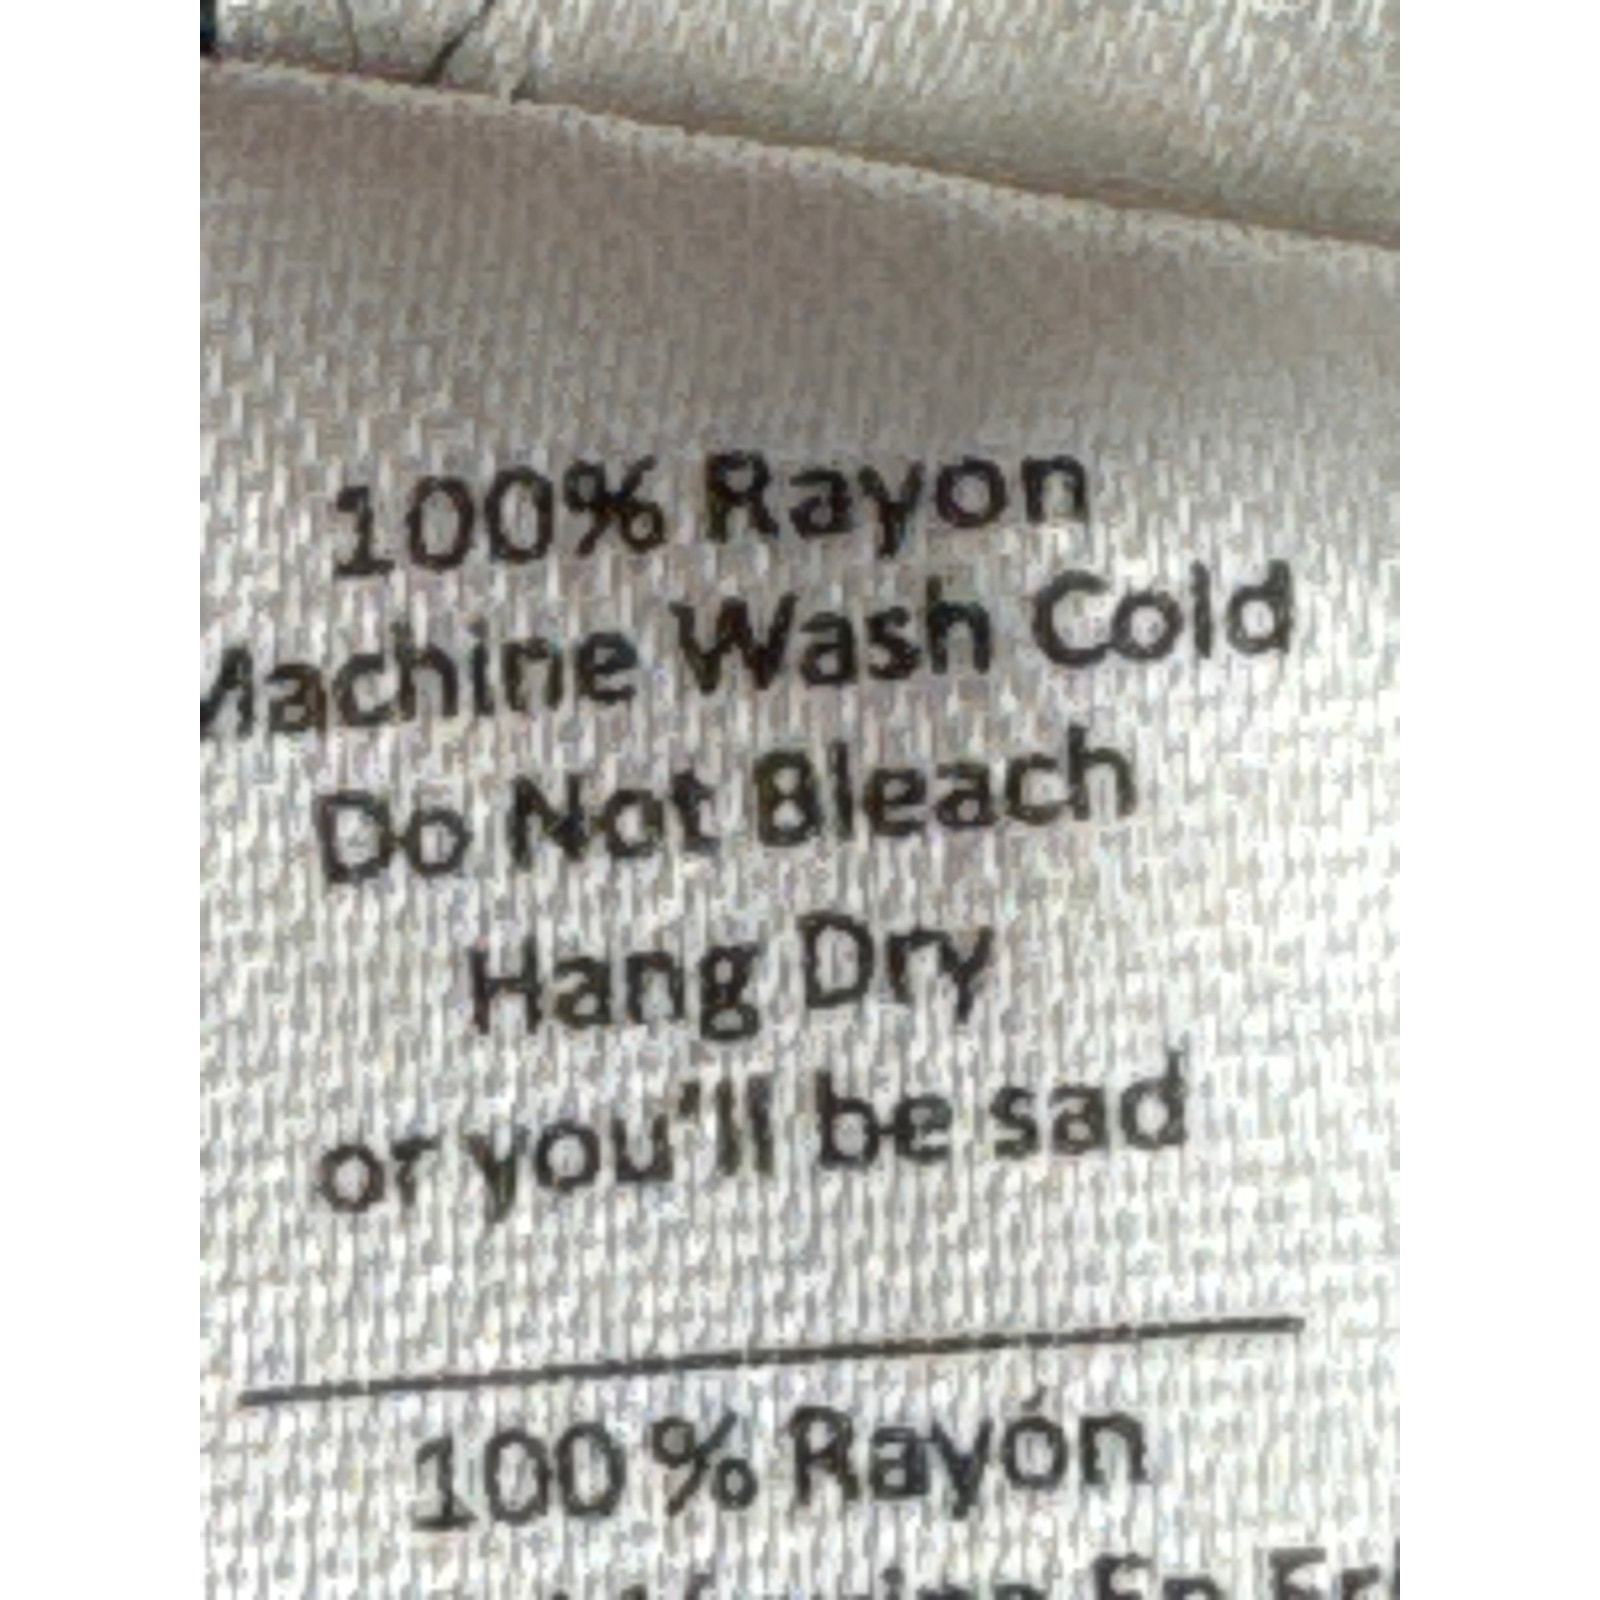 100% Rayon
Machine Wash Cold
Do Not Bleach
Hang Dry
or you'll be sad
100 % Rayón